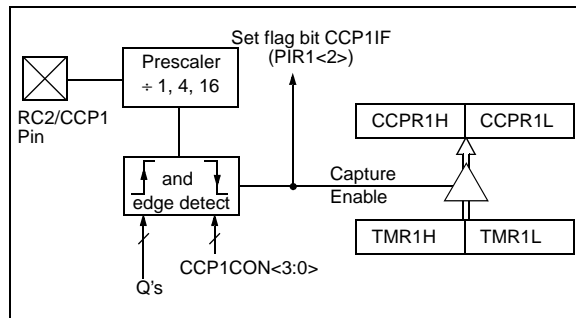 Set flag bit CCP1IF
(PIR1<2>)
Prescaler
÷ 1, 4, 16
RC2/CCP1
Pin
CCPR1H
CCPR1L
and
edge detect
Capture
Enable
TMR1H
TMR1L
CCP1CON<3:0>
Q's